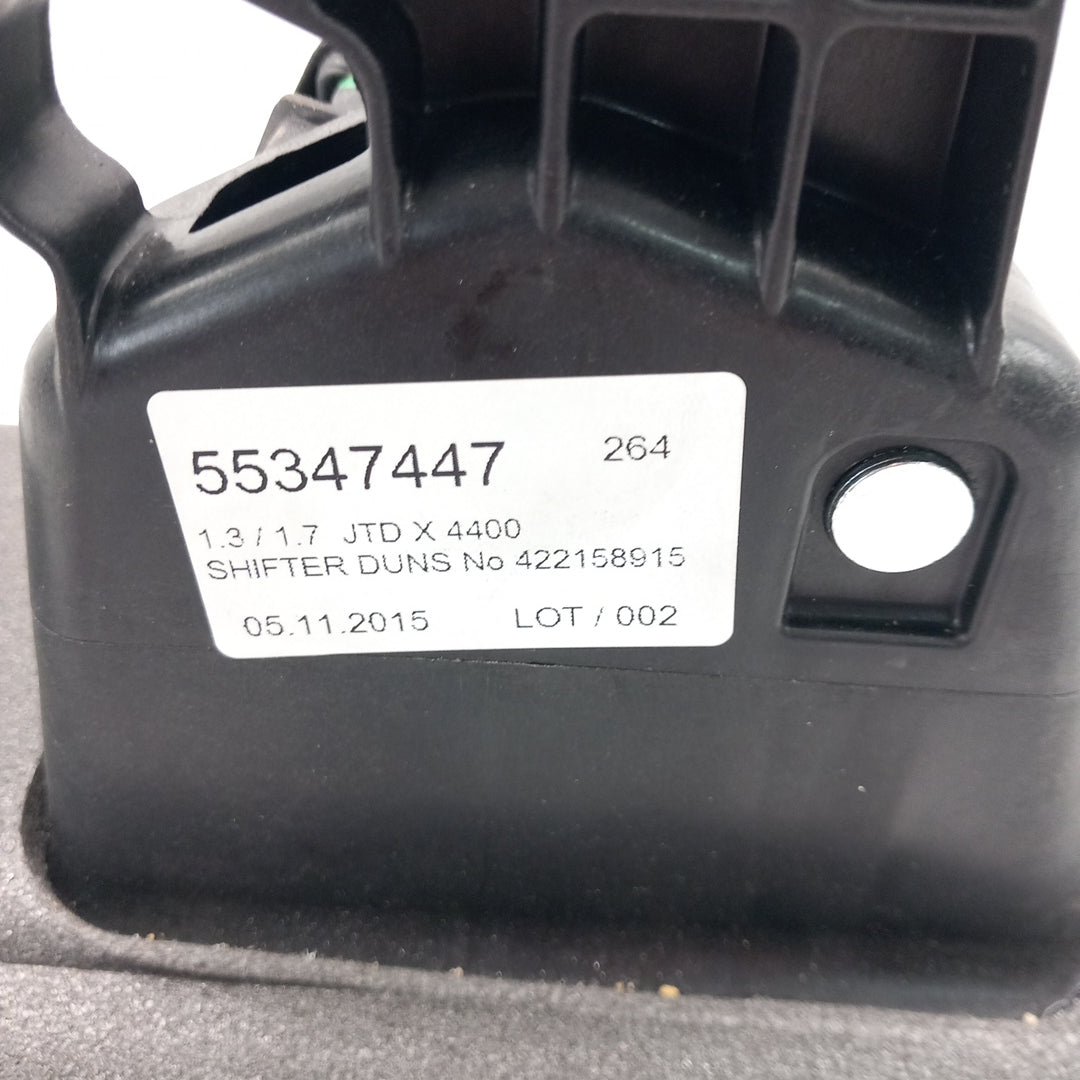 55347447 264
1.3 / 1.7 JTD X 4400
SHIFTER DUNS No 422158915
05.11.2015 LOT / 002